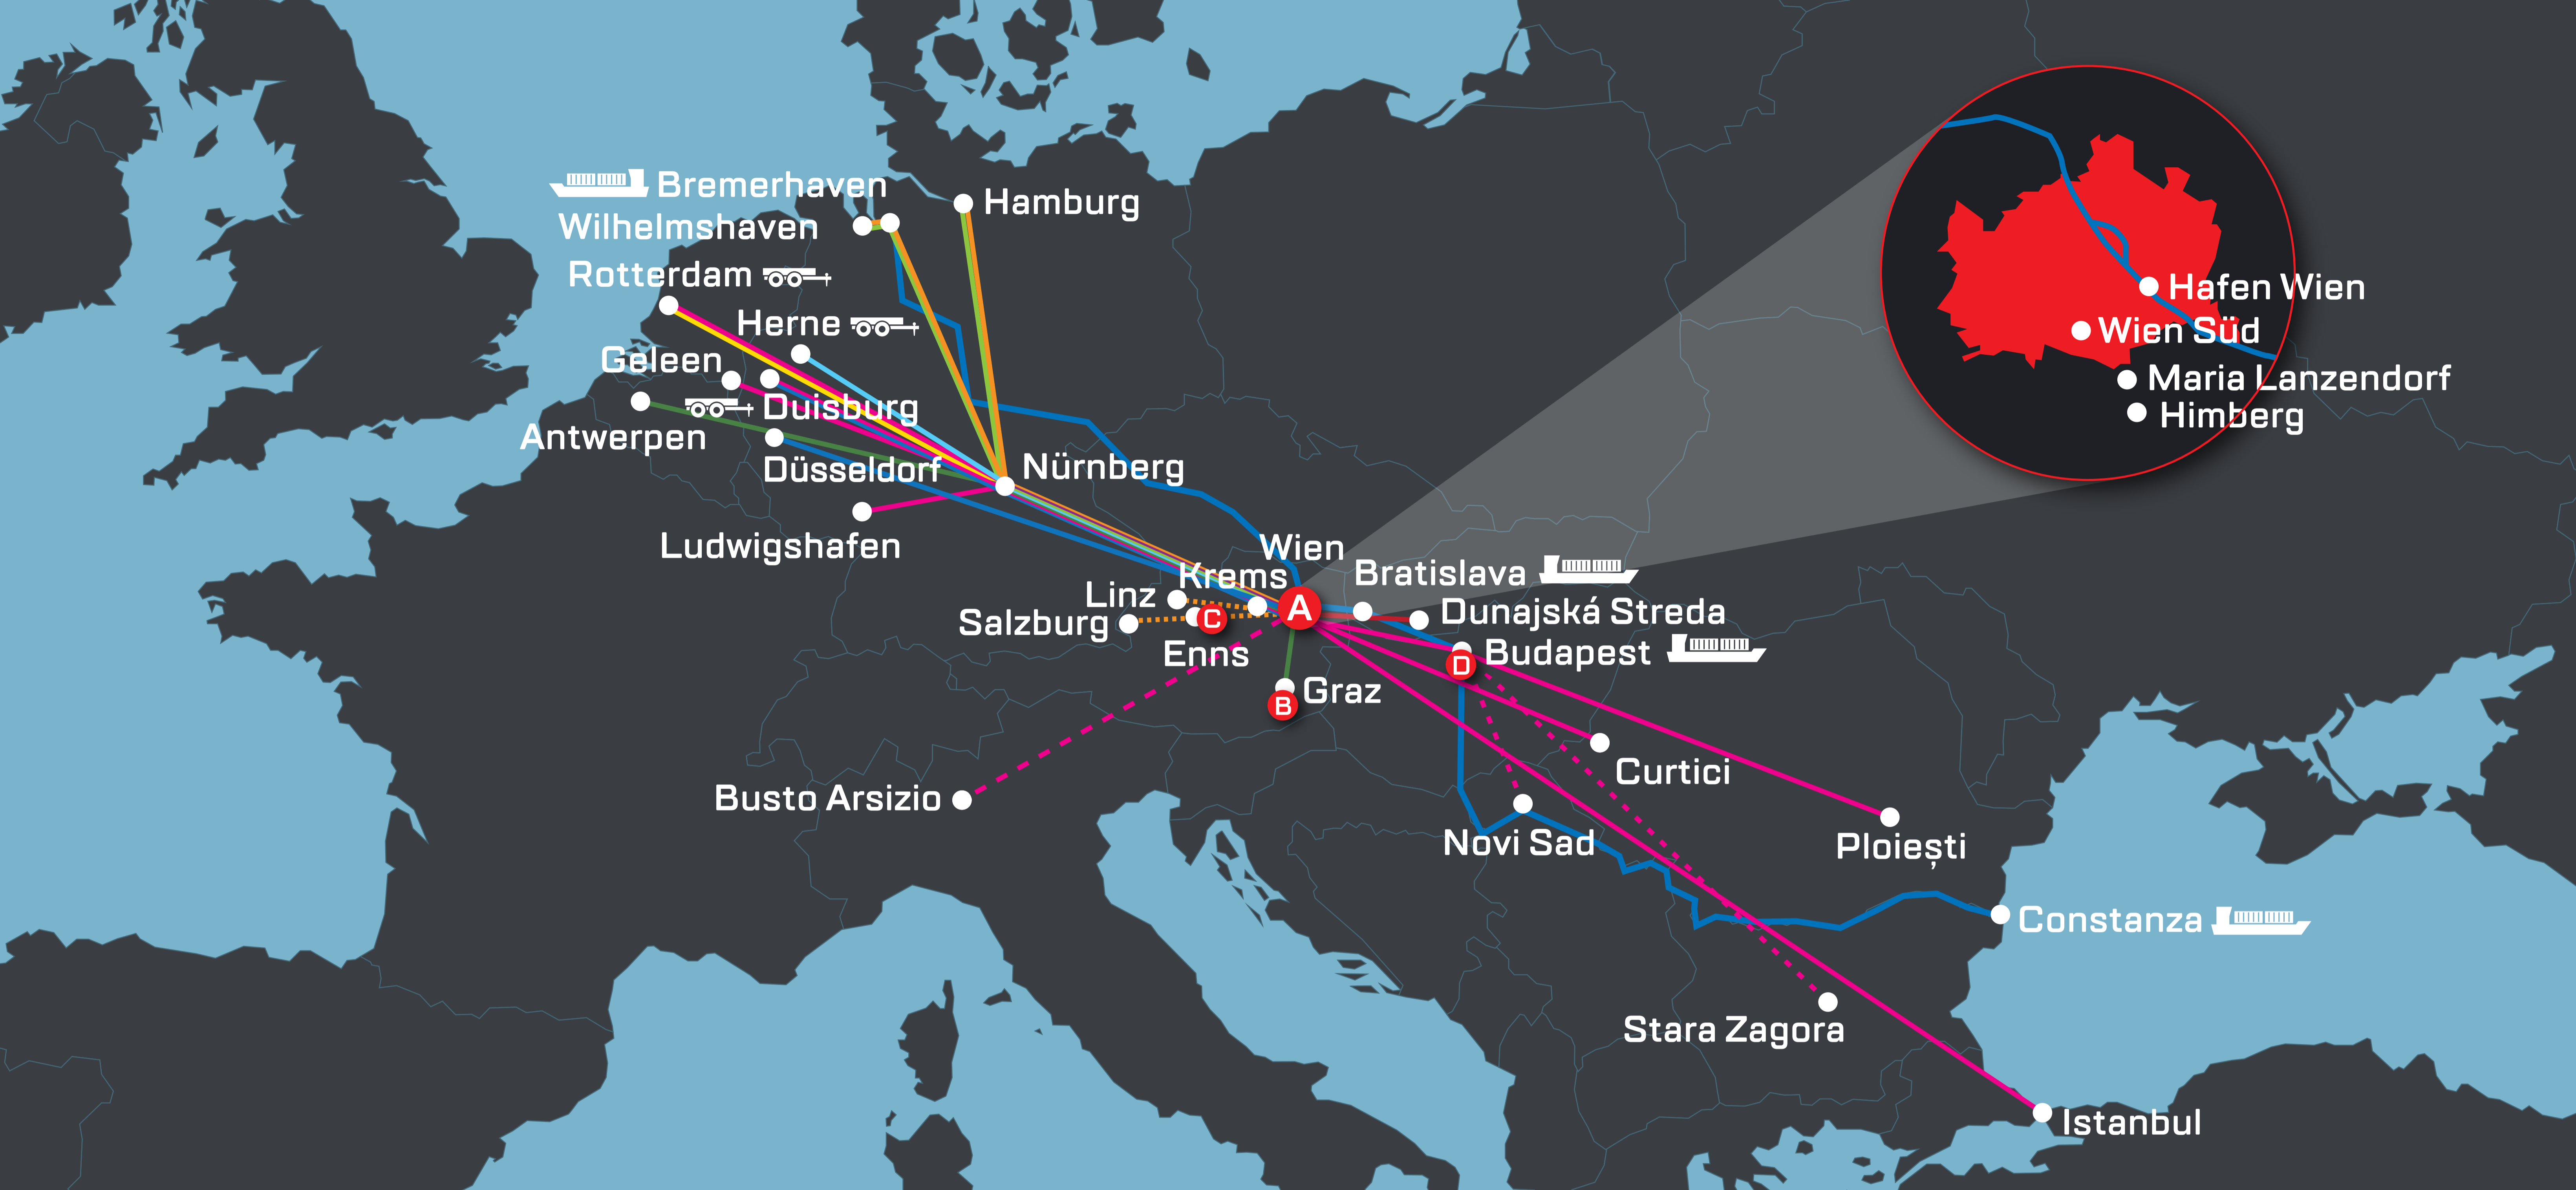 Bremerhaven
Hamburg
Wilhelmshaven
Rotterdam
Herne
Geleen
Duisburg
Antwerpen
Düsseldorf
Nürnberg
Ludwigshafen
Hafen Wien
Wien Süd
Maria Lanzendorf
Himberg
Wien
Krems
Bratislava
Linz
A
Dunajská Streda
Salzburg
C
Enns
Budapest
D
Graz
B
Curtici
Busto Arsizio
Novi Sad
Ploiești
Constanza
Stara Zagora
Istanbul